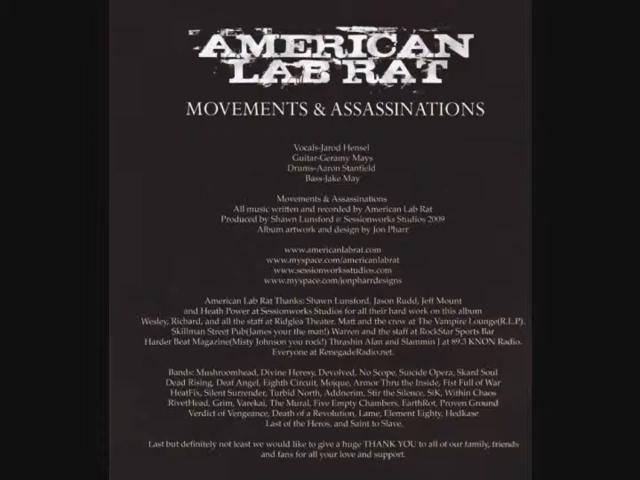 AMERICAN
LAB RAT
MOVEMENTS & ASSASSINATIONS
Vocals-Jarod Hensel
Guitar-Geramy Mays
Drums-Aaron Stanfield
Bass-Jake May
Movements & Assassinations
All music written and recorded by American Lab Rat
Produced by Shawn Lunsford @ Sessionworks Studios 2009
Album artwork and design by Jon Pharr
www.americanlabrat.com
www.myspace.com/americanlabrat
www.sessionworksstudios.com
www.myspace.com/jonpharrdesigns
American Lab Rat Thanks: Shawn Lunsford, Jason Rudd, Jeff Mount
and Heath Power at Sessionworks Studios for all their hard work on this album
Wesley, Richard, and all the staff at Ridglea Theater. Matt and the crew at The Vampire Lounge(R.I.P).
Skillman Street Pub(James your the man!) Warren and the staff at RockStar Sports Bar
Harder Beat Magazine(Misty Johnson you rock!) Thrashin Alan and Slammin J at 89.3 KNON Radio.
Everyone at RenegadeRadio.net.
Bands: Mushroomhead, Divine Heresy, Devolved, No Scope, Suicide Opera, Skard Soul
Dead Rising, Deaf Angel, Eighth Circuit, Mojque, Armor Thru the Inside, Fist Full of War
HeatFix, Silent Surrender, Turbid North, Addnerim, Stir the Silence, SiK, Within Chaos
RivetHead, Grim, Varekai, The Mural, Five Empty Chambers, EarthRot, Proven Ground
Verdict of Vengeance, Death of a Revolution, Lame, Element Eighty, Hedkase
Last of the Heros, and Saint to Slave.
Last but definitely not least we would like to give a huge THANK YOU to all of our family, friends
and fans for all your love and support.